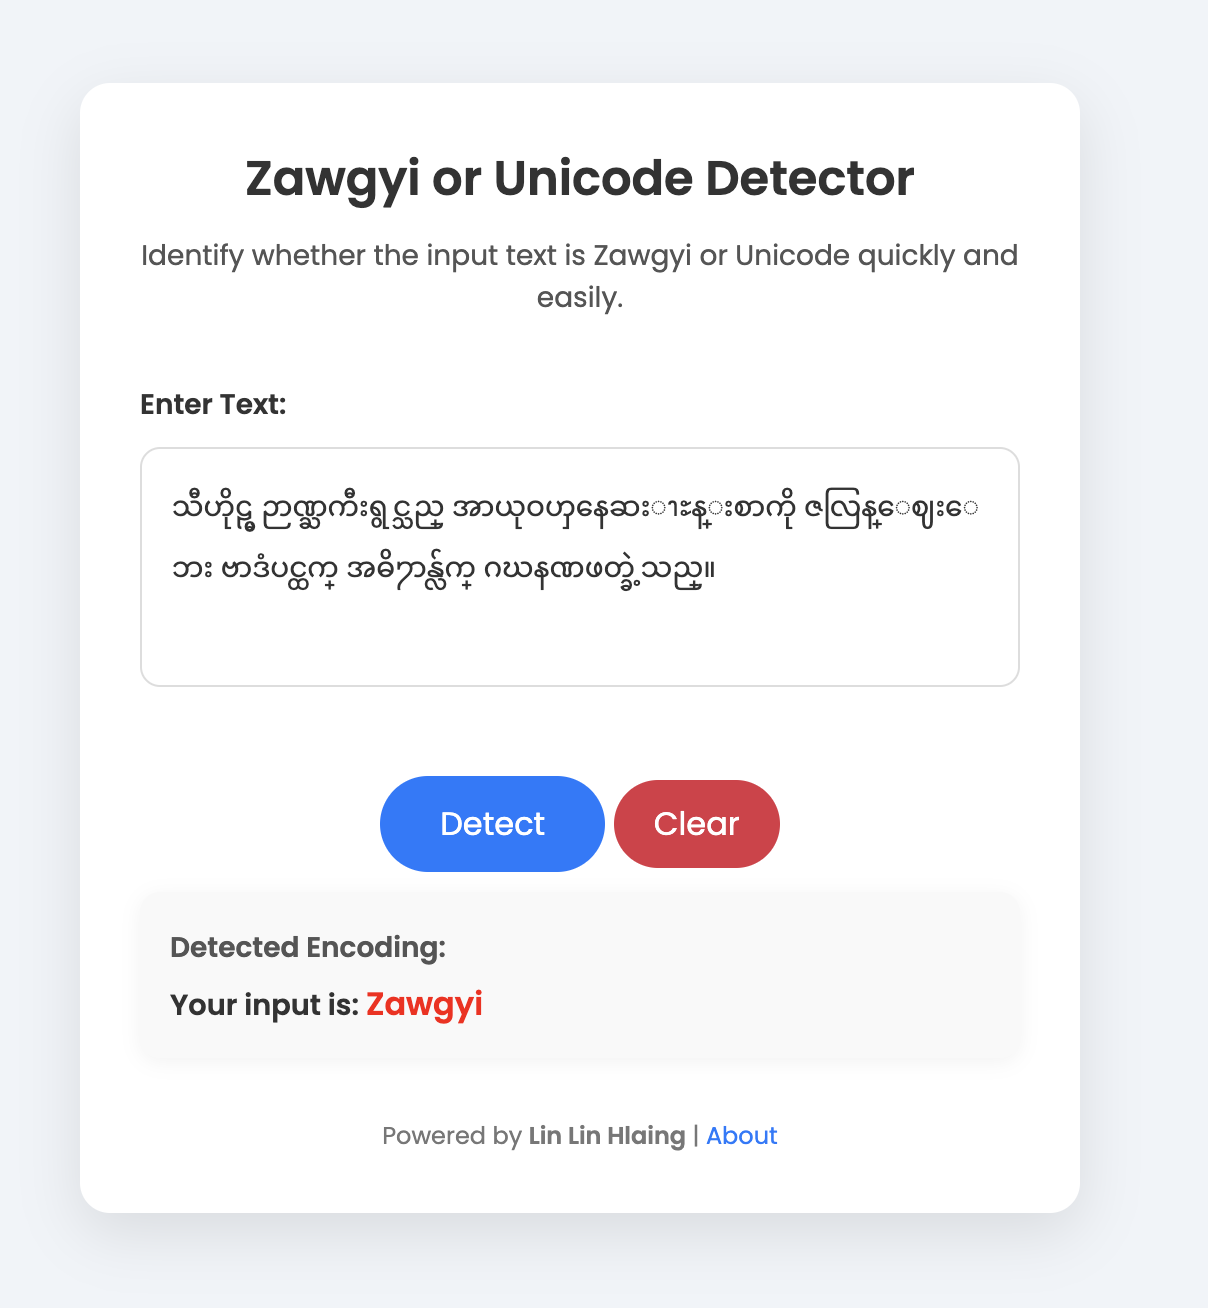 Zawgyi or Unicode Detector
Identify whether the input text is Zawgyi or Unicode quickly and
easily.
Enter Text:
သီဟိုဠ္မွ ဉာဏ္ႀကီးရွင္သည္ အာယုဝဟၯနေဆးၫႊန္းစာကို ဇလြန္ေဈးေ
ဘး ဗာဒံပင္ထက္ အဓိ႒ာန္လ်က္ ဂဃနဏဖတ္ခဲ့သည္။
Detect
Clear
Detected Encoding:
Your input is: Zawgyi
Powered by Lin Lin Hlaing | About